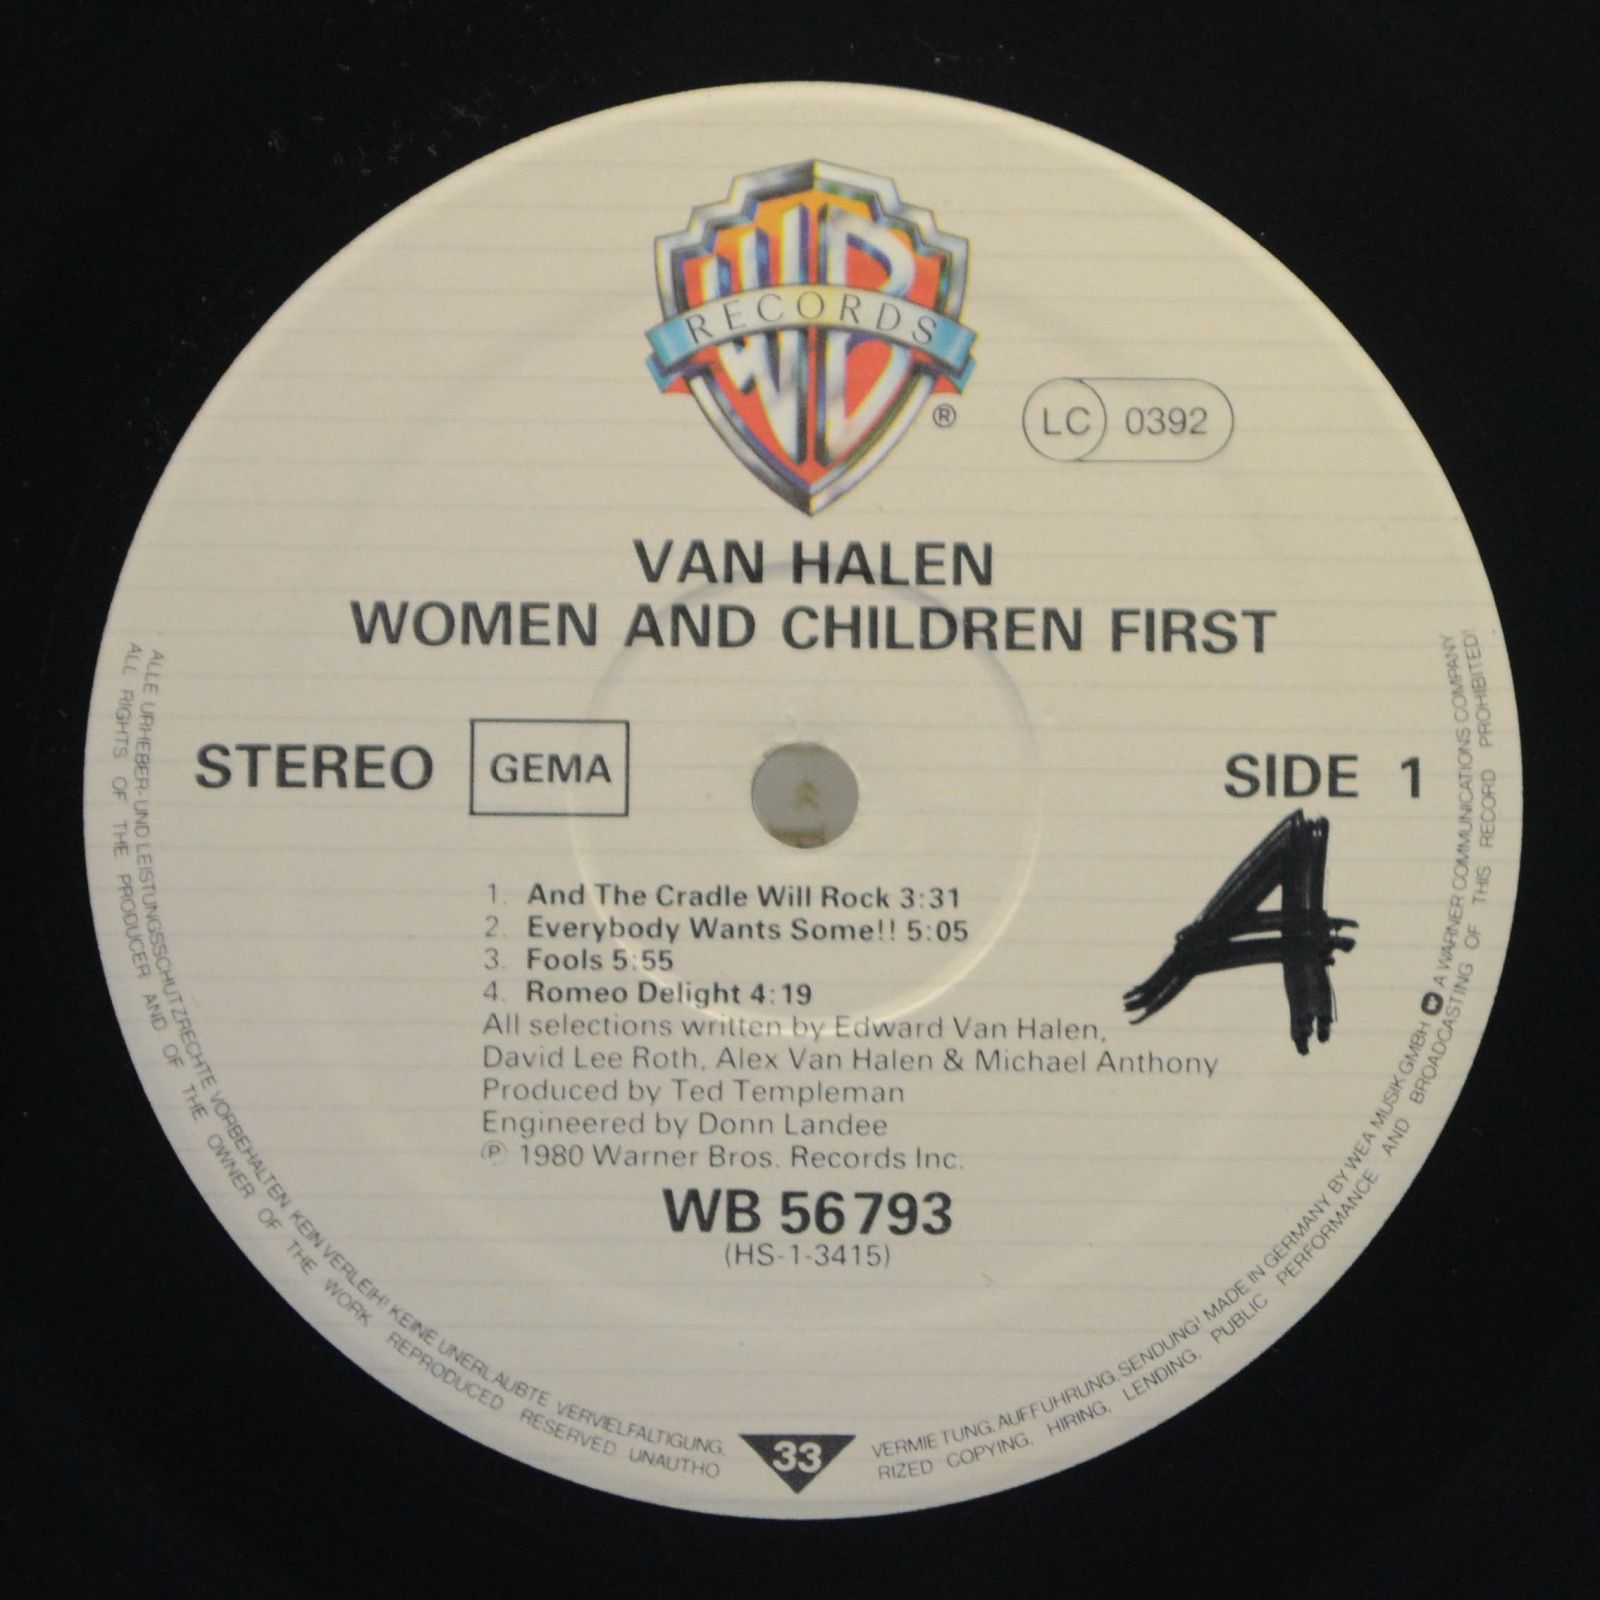 WB
RECORDS
®
LC 0392
VAN HALEN
WOMEN AND CHILDREN FIRST
STEREO GEMA SIDE 1
A
1. And The Cradle Will Rock 3:31
2. Everybody Wants Some!! 5:05
3. Fools 5:55
4. Romeo Delight 4:19
All selections written by Edward Van Halen,
David Lee Roth, Alex Van Halen & Michael Anthony
Produced by Ted Templeman
Engineered by Donn Landee
℗ 1980 Warner Bros. Records Inc.
WB 56793
(HS-1-3415)
33
ALLE URHEBER- UND LEISTUNGSSCHUTZRECHTE VORBEHALTEN KEIN VERLEIH! KEINE UNERLAUBTE VERVIELFALTIGUNG, VERMIETUNG, AUFFÜHRUNG, SENDUNG! MADE IN GERMANY BY WEA MUSIK GMBH A WARNER COMMUNICATIONS COMPANY
ALL RIGHTS OF THE PRODUCER AND OF THE OWNER OF THE WORK REPRODUCED RESERVED UNAUTHORIZED COPYING, HIRING, LENDING, PUBLIC PERFORMANCE AND BROADCASTING OF THIS RECORD PROHIBITED!